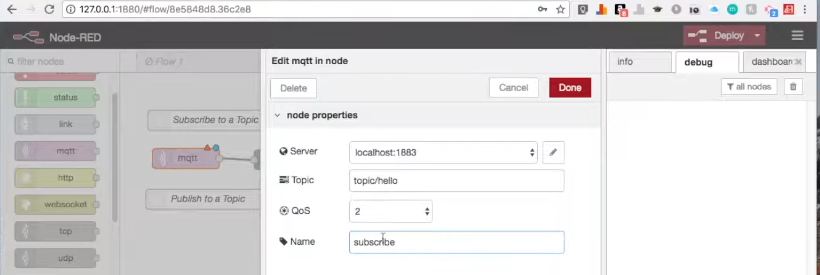 127.0.0.1:1880/#flow/8e5848d8.36c2e8
Node-RED
Deploy
filter nodes
Flow 1
Edit mqtt in node
info
debug
dashboard
Delete
Cancel
Done
all nodes
status
link
mqtt
http
websocket
tcp
udp
Subscribe to a Topic
mqtt
Publish to a Topic
node properties
Server
localhost:1883
Topic
topic/hello
QoS
2
Name
subscribe